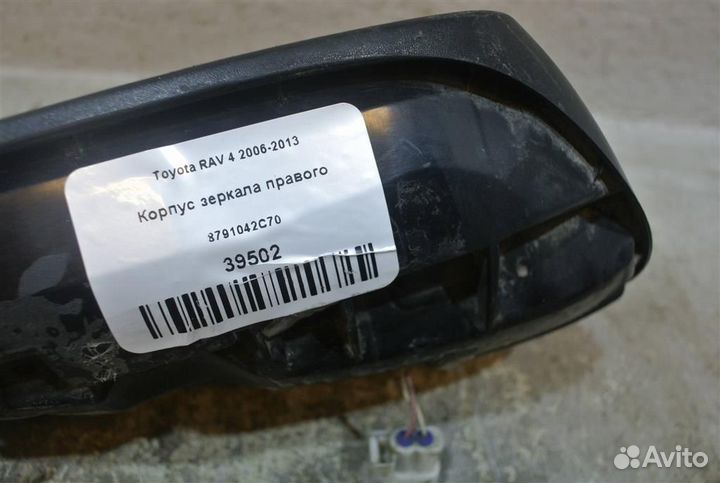 Toyota RAV 4 2006-2013
Корпус зеркала правого
8791042C70
39502
Avito